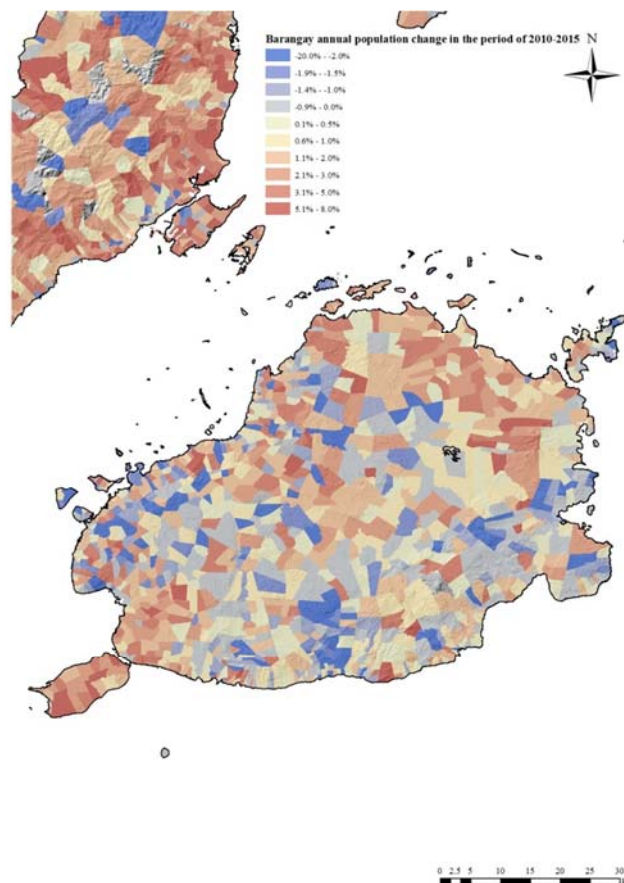 Barangay annual population change in the period of 2010-2015
N
-20.0% - -2.0%
-1.9% - -1.5%
-1.4% - -1.0%
-0.9% - 0.0%
0.1% - 0.5%
0.6% - 1.0%
1.1% - 2.0%
2.1% - 3.0%
3.1% - 5.0%
5.1% - 8.0%
0 2.5 5 10 15 20 25 30